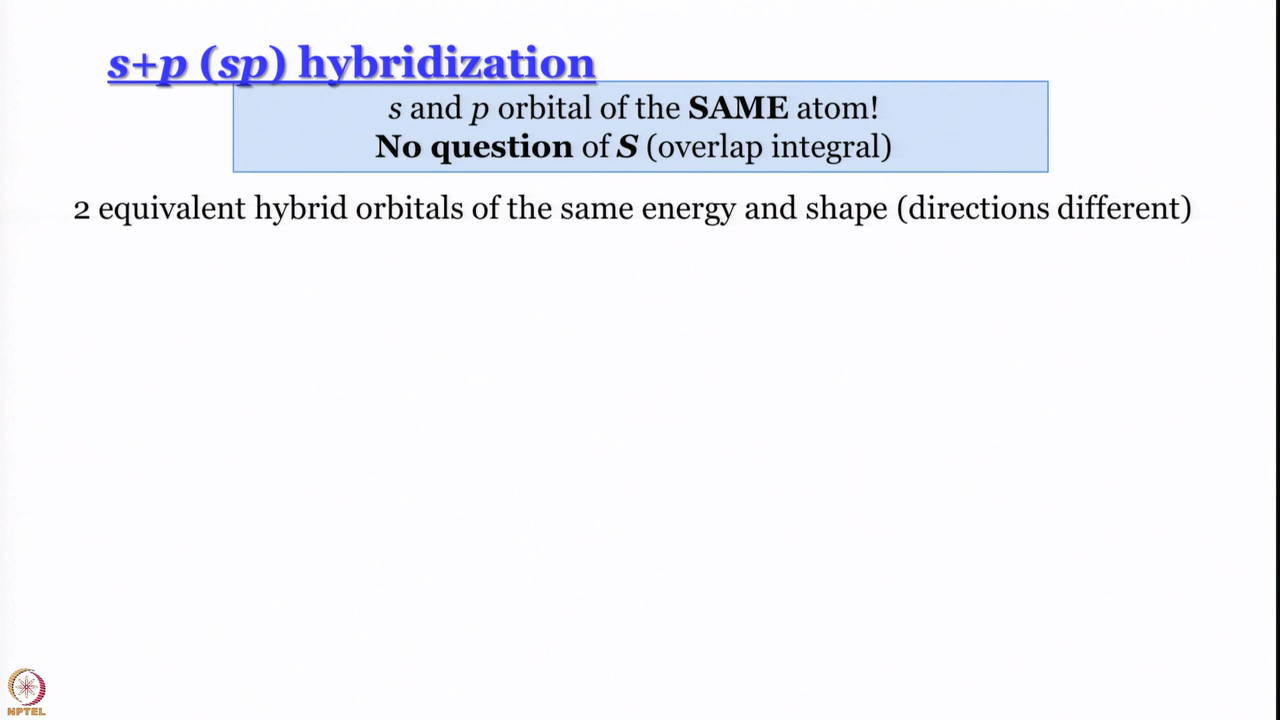 s+p (sp) hybridization
s and p orbital of the SAME atom!
No question of S (overlap integral)
2 equivalent hybrid orbitals of the same energy and shape (directions different)
NPTEL